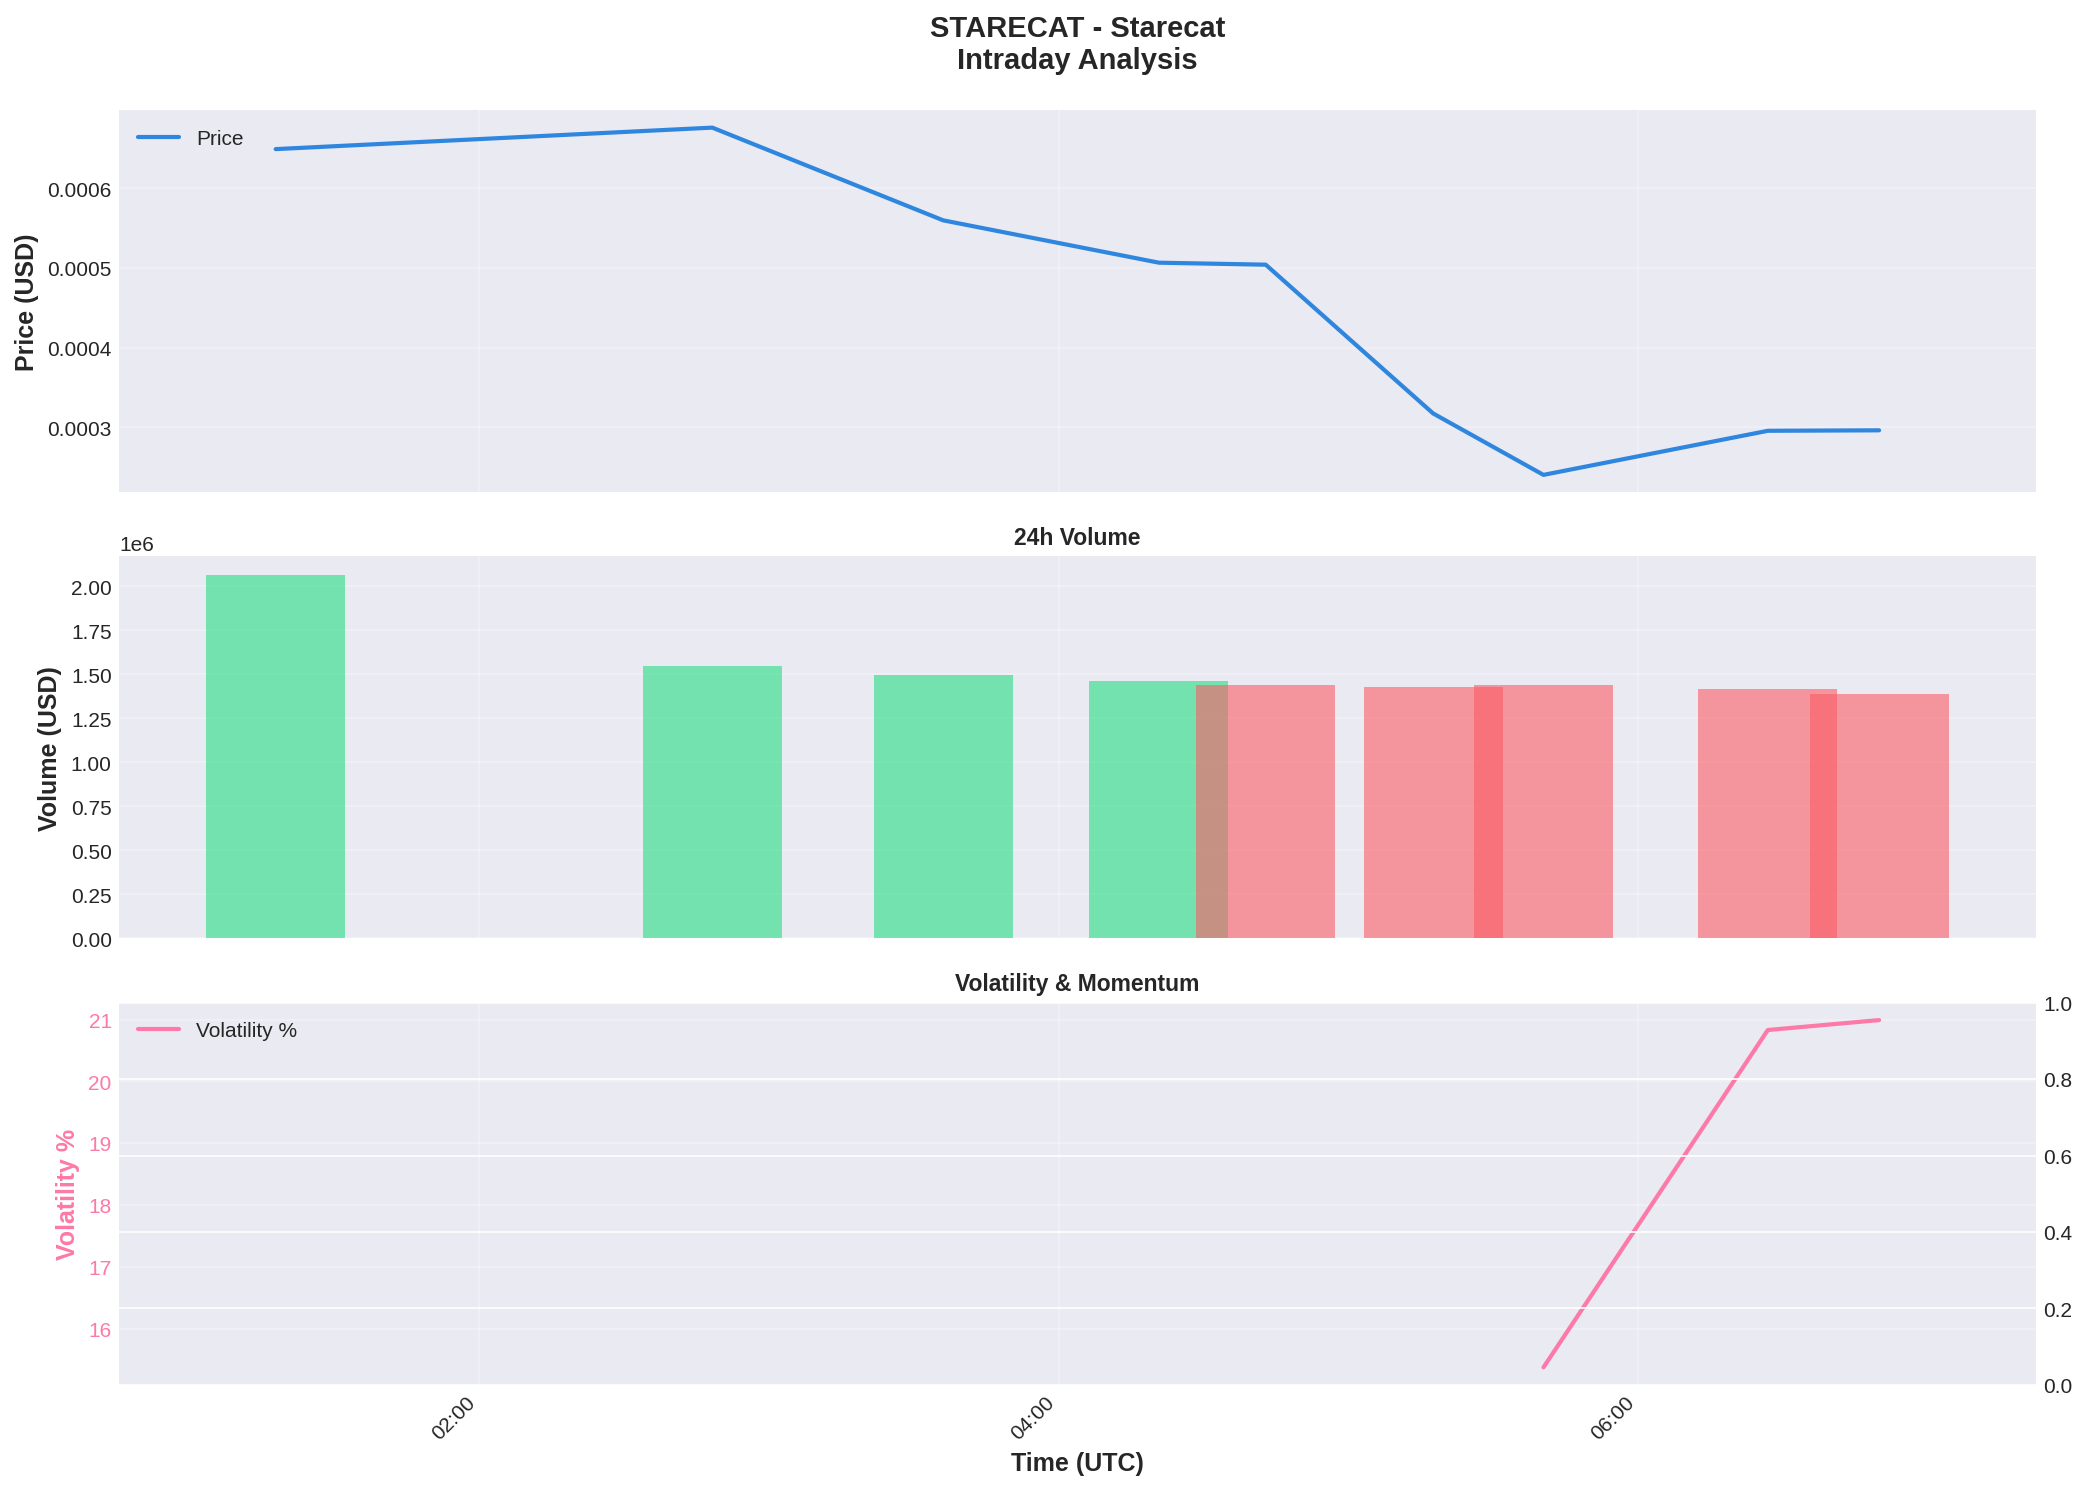 STARECAT - Starecat
Intraday Analysis
Price
0.0006
0.0005
0.0004
0.0003
Price (USD)
24h Volume
1e6
2.00
1.75
1.50
1.25
1.00
0.75
0.50
0.25
0.00
Volume (USD)
Volatility & Momentum
Volatility %
21
20
19
18
17
16
Volatility %
1.0
0.8
0.6
0.4
0.2
0.0
02:00
04:00
06:00
Time (UTC)